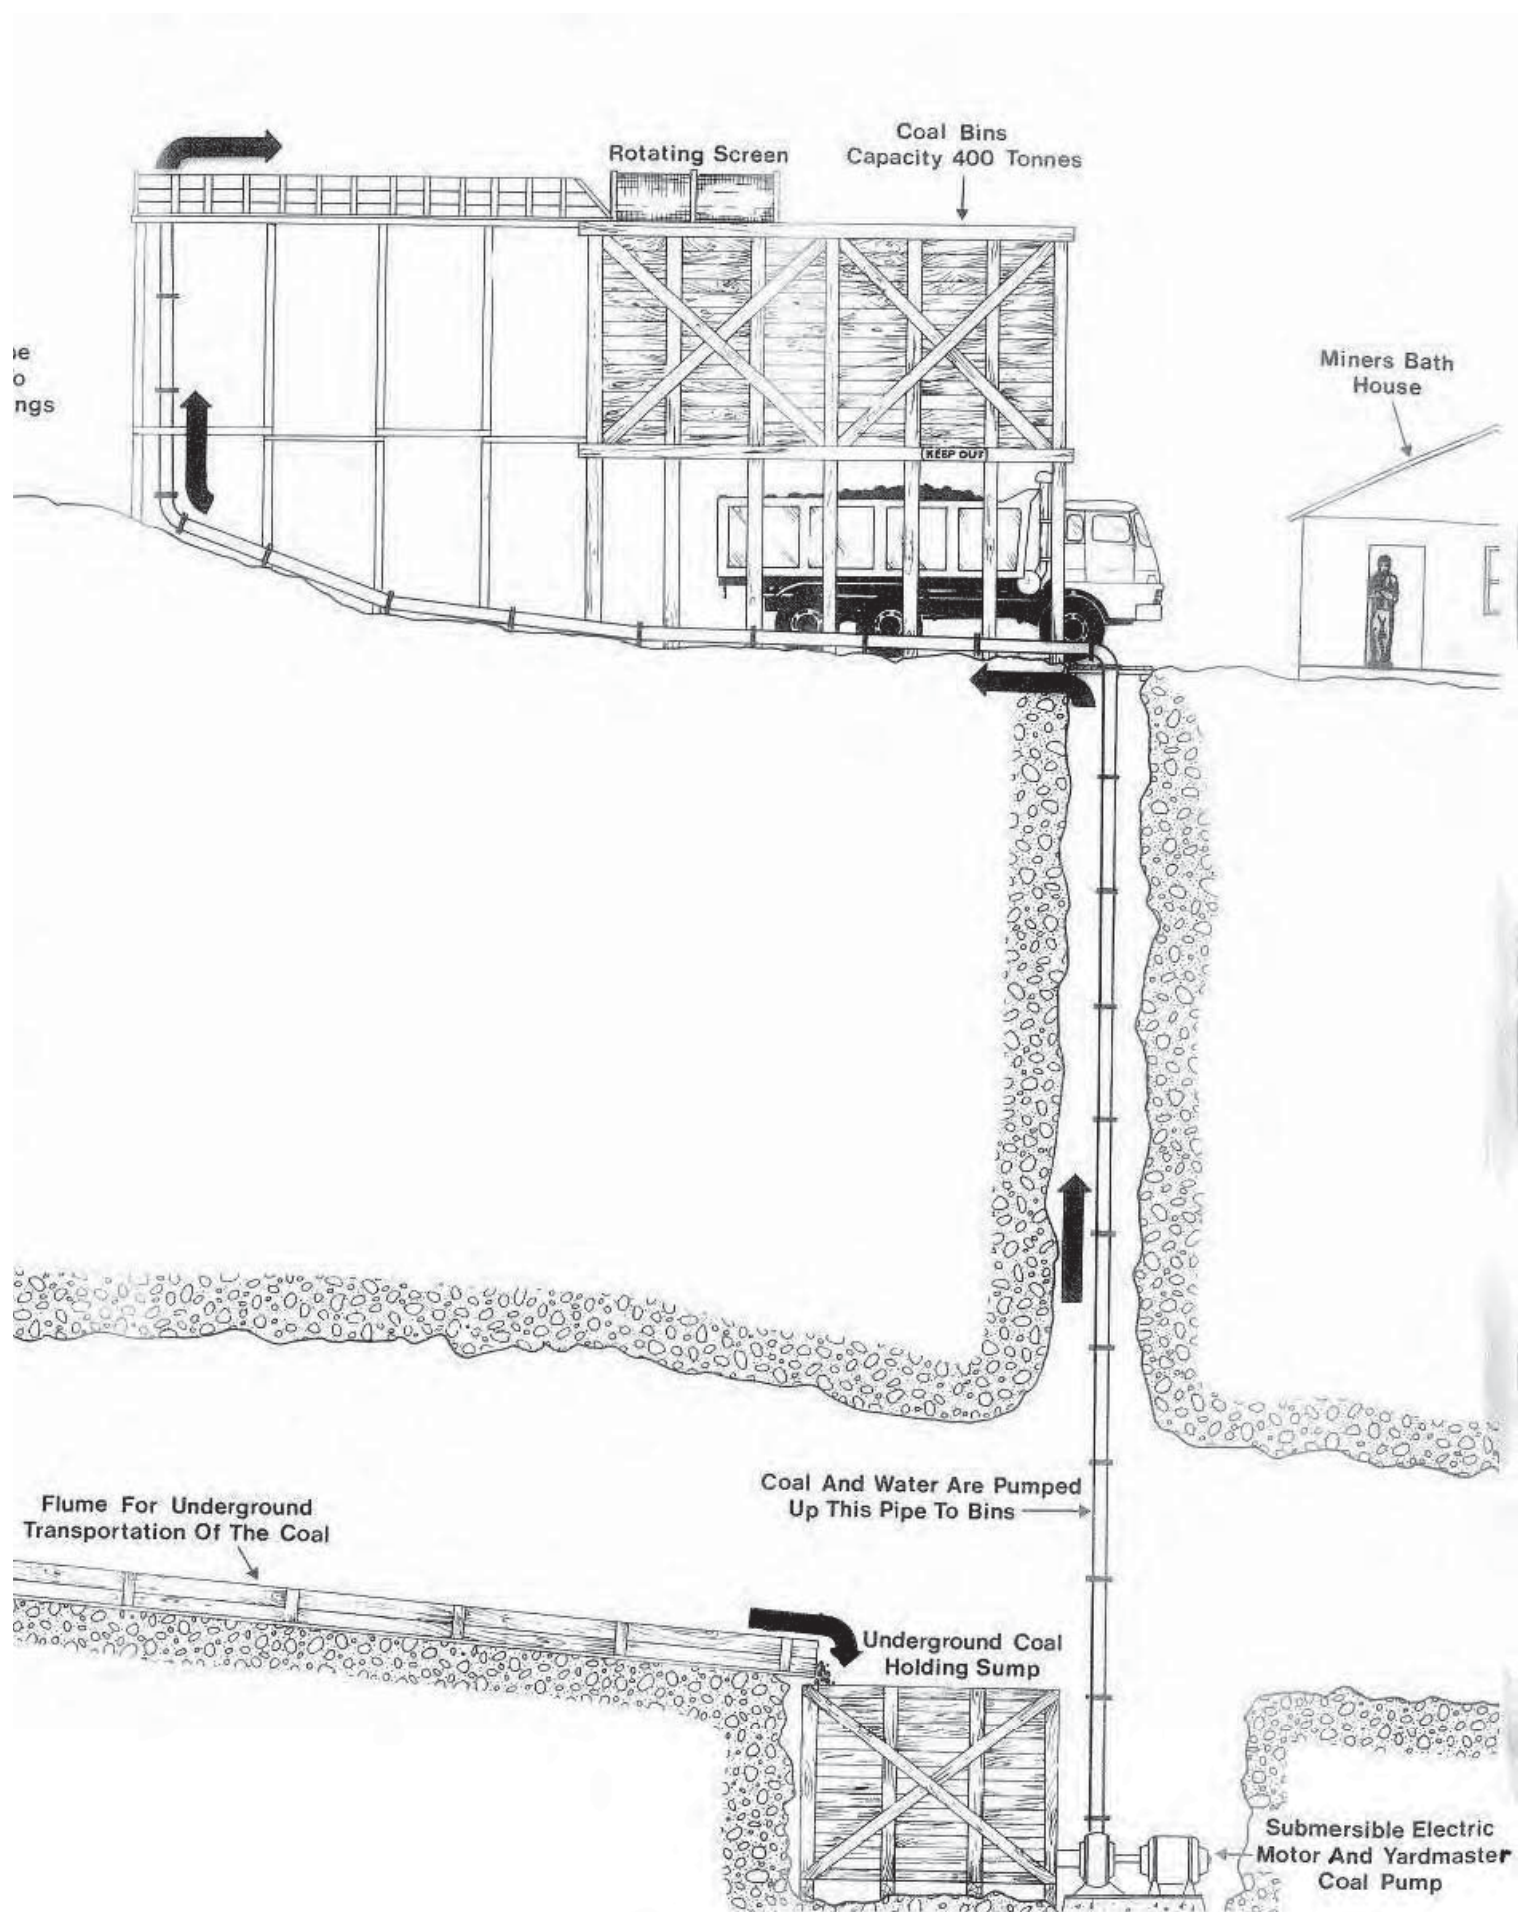 Coal Bins
Capacity 400 Tonnes
Rotating Screen
Miners Bath
House
ngs
KEEP OUT
Coal And Water Are Pumped
Up This Pipe To Bins
Flume For Underground
Transportation Of The Coal
Underground Coal
Holding Sump
Submersible Electric
Motor And Yardmaster
Coal Pump